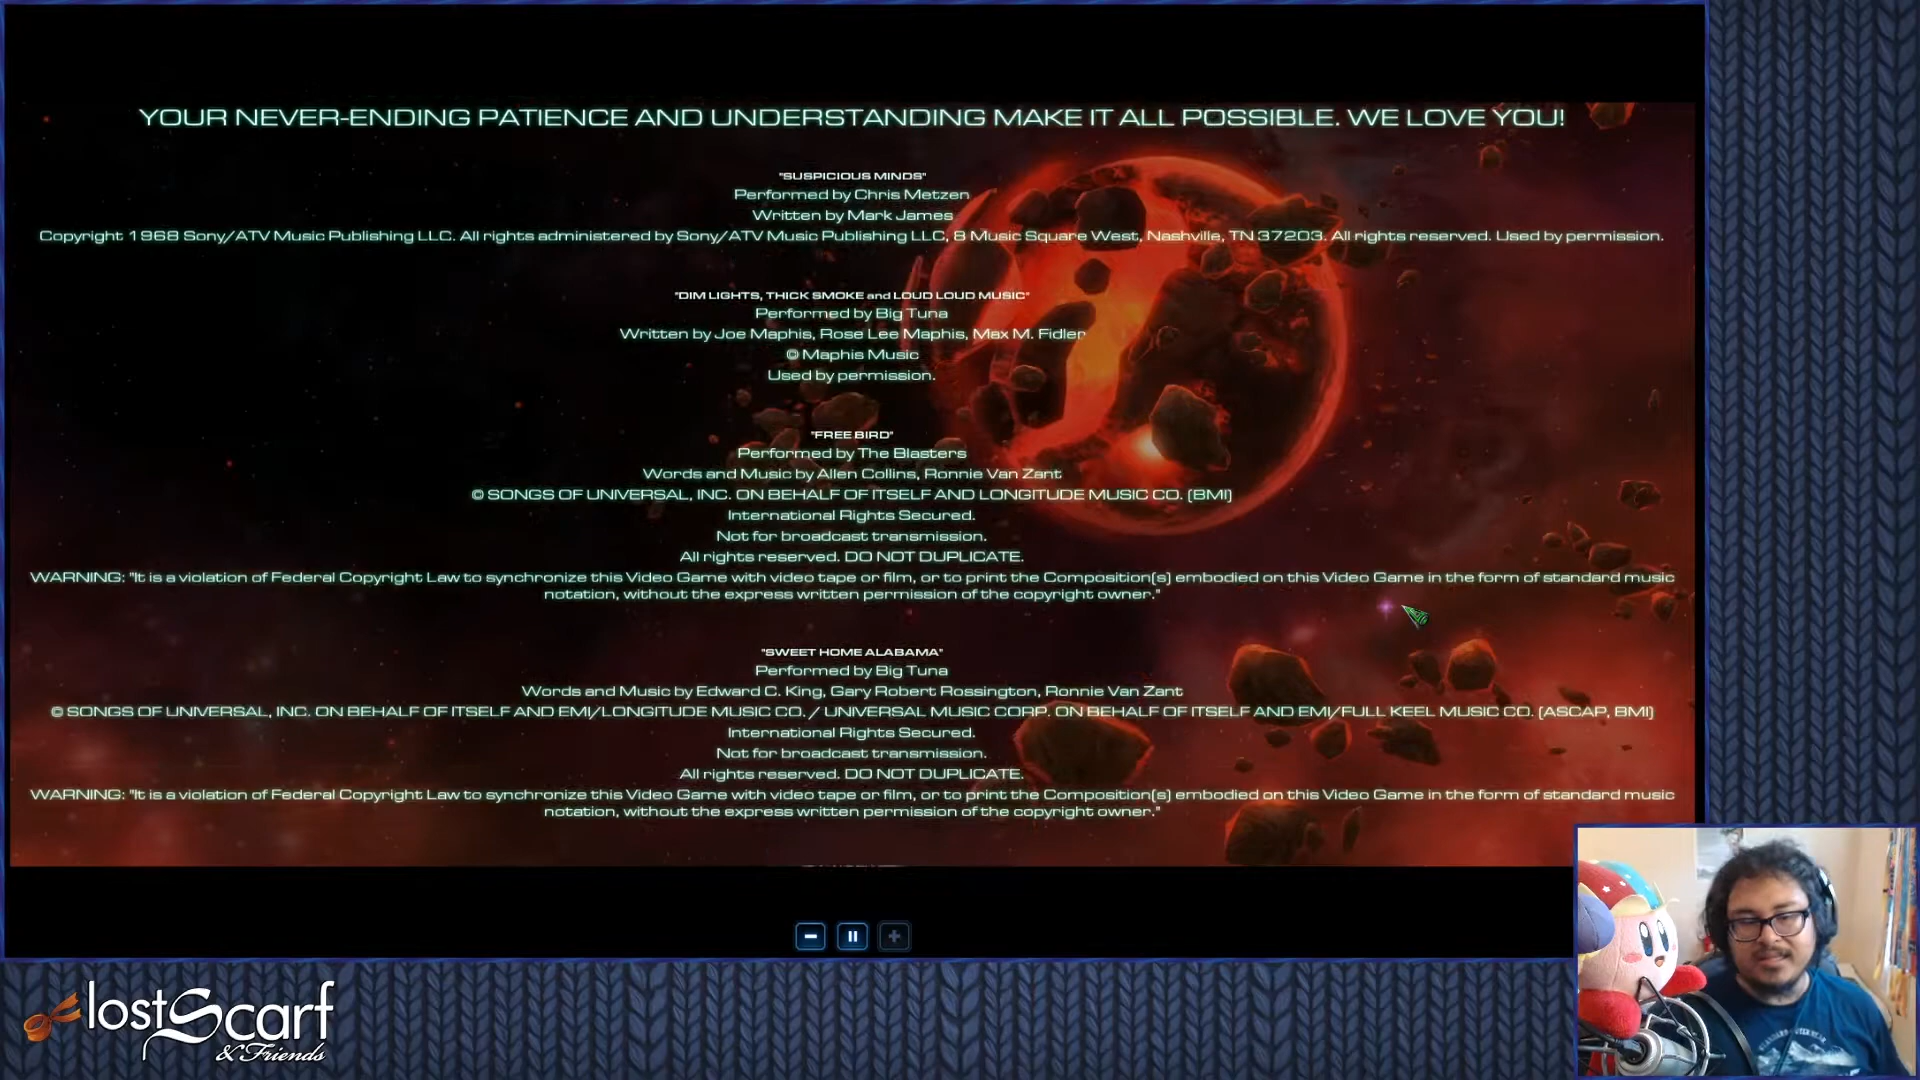 YOUR NEVER-ENDING PATIENCE AND UNDERSTANDING MAKE IT ALL POSSIBLE. WE LOVE YOU!
"SUSPICIOUS MINDS"
Performed by Chris Metzen
Written by Mark James
Copyright 1968 Sony/ATV Music Publishing LLC. All rights administered by Sony/ATV Music Publishing LLC, 8 Music Square West, Nashville, TN 37203. All rights reserved. Used by permission.
"DIM LIGHTS, THICK SMOKE and LOUD LOUD MUSIC"
Performed by Big Tuna
Written by Joe Maphis, Rose Lee Maphis, Max M. Fidler
© Maphis Music
Used by permission.
"FREE BIRD"
Performed by The Blasters
Words and Music by Allen Collins, Ronnie Van Zant
© SONGS OF UNIVERSAL, INC. ON BEHALF OF ITSELF AND LONGITUDE MUSIC CO. (BMI)
International Rights Secured.
Not for broadcast transmission.
All rights reserved. DO NOT DUPLICATE.
WARNING: "It is a violation of Federal Copyright Law to synchronize this Video Game with video tape or film, or to print the Composition(s) embodied on this Video Game in the form of standard music
notation, without the express written permission of the copyright owner."
"SWEET HOME ALABAMA"
Performed by Big Tuna
Words and Music by Edward C. King, Gary Robert Rossington, Ronnie Van Zant
© SONGS OF UNIVERSAL, INC. ON BEHALF OF ITSELF AND EMI/LONGITUDE MUSIC CO. / UNIVERSAL MUSIC CORP. ON BEHALF OF ITSELF AND EMI/FULL KEEL MUSIC CO. (ASCAP, BMI)
International Rights Secured.
Not for broadcast transmission.
All rights reserved. DO NOT DUPLICATE.
WARNING: "It is a violation of Federal Copyright Law to synchronize this Video Game with video tape or film, or to print the Composition(s) embodied on this Video Game in the form of standard music
notation, without the express written permission of the copyright owner."
lostScarf
& Friends